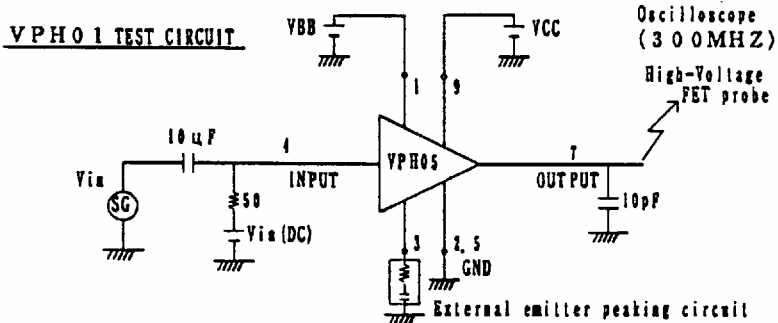 VPH01 TEST CIRCUIT
VBB
VCC
Oscilloscope
(300MHZ)
High-Voltage
FET probe
1
9
10μF
4
VPH05
7
Vin
SG
50
INPUT
OUTPUT
10pF
Vin(DC)
3
2, 5
GND
External emitter peaking circuit